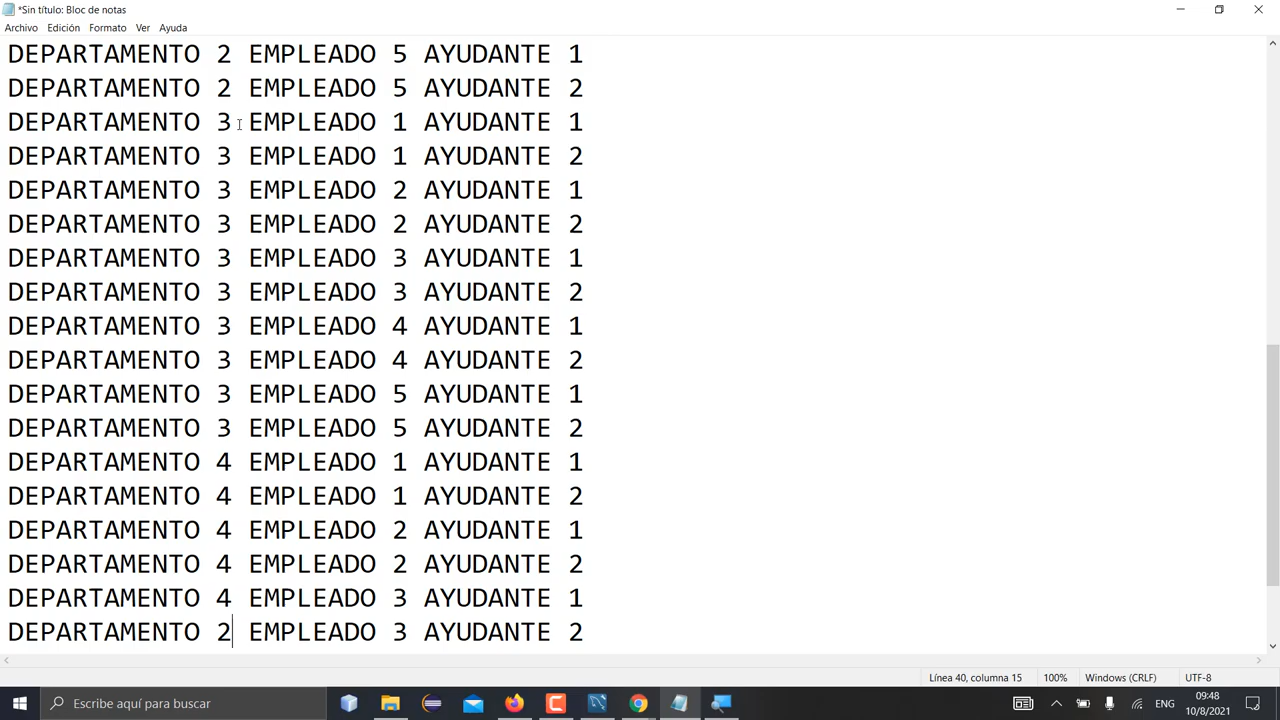 *Sin título: Bloc de notas
Archivo Edición Formato Ver Ayuda
DEPARTAMENTO 2 EMPLEADO 5 AYUDANTE 1
DEPARTAMENTO 2 EMPLEADO 5 AYUDANTE 2
DEPARTAMENTO 3 EMPLEADO 1 AYUDANTE 1
DEPARTAMENTO 3 EMPLEADO 1 AYUDANTE 2
DEPARTAMENTO 3 EMPLEADO 2 AYUDANTE 1
DEPARTAMENTO 3 EMPLEADO 2 AYUDANTE 2
DEPARTAMENTO 3 EMPLEADO 3 AYUDANTE 1
DEPARTAMENTO 3 EMPLEADO 3 AYUDANTE 2
DEPARTAMENTO 3 EMPLEADO 4 AYUDANTE 1
DEPARTAMENTO 3 EMPLEADO 4 AYUDANTE 2
DEPARTAMENTO 3 EMPLEADO 5 AYUDANTE 1
DEPARTAMENTO 3 EMPLEADO 5 AYUDANTE 2
DEPARTAMENTO 4 EMPLEADO 1 AYUDANTE 1
DEPARTAMENTO 4 EMPLEADO 1 AYUDANTE 2
DEPARTAMENTO 4 EMPLEADO 2 AYUDANTE 1
DEPARTAMENTO 4 EMPLEADO 2 AYUDANTE 2
DEPARTAMENTO 4 EMPLEADO 3 AYUDANTE 1
DEPARTAMENTO 2 EMPLEADO 3 AYUDANTE 2
Línea 40, columna 15 100% Windows (CRLF) UTF-8
Escribe aquí para buscar
ENG
09:48
10/8/2021